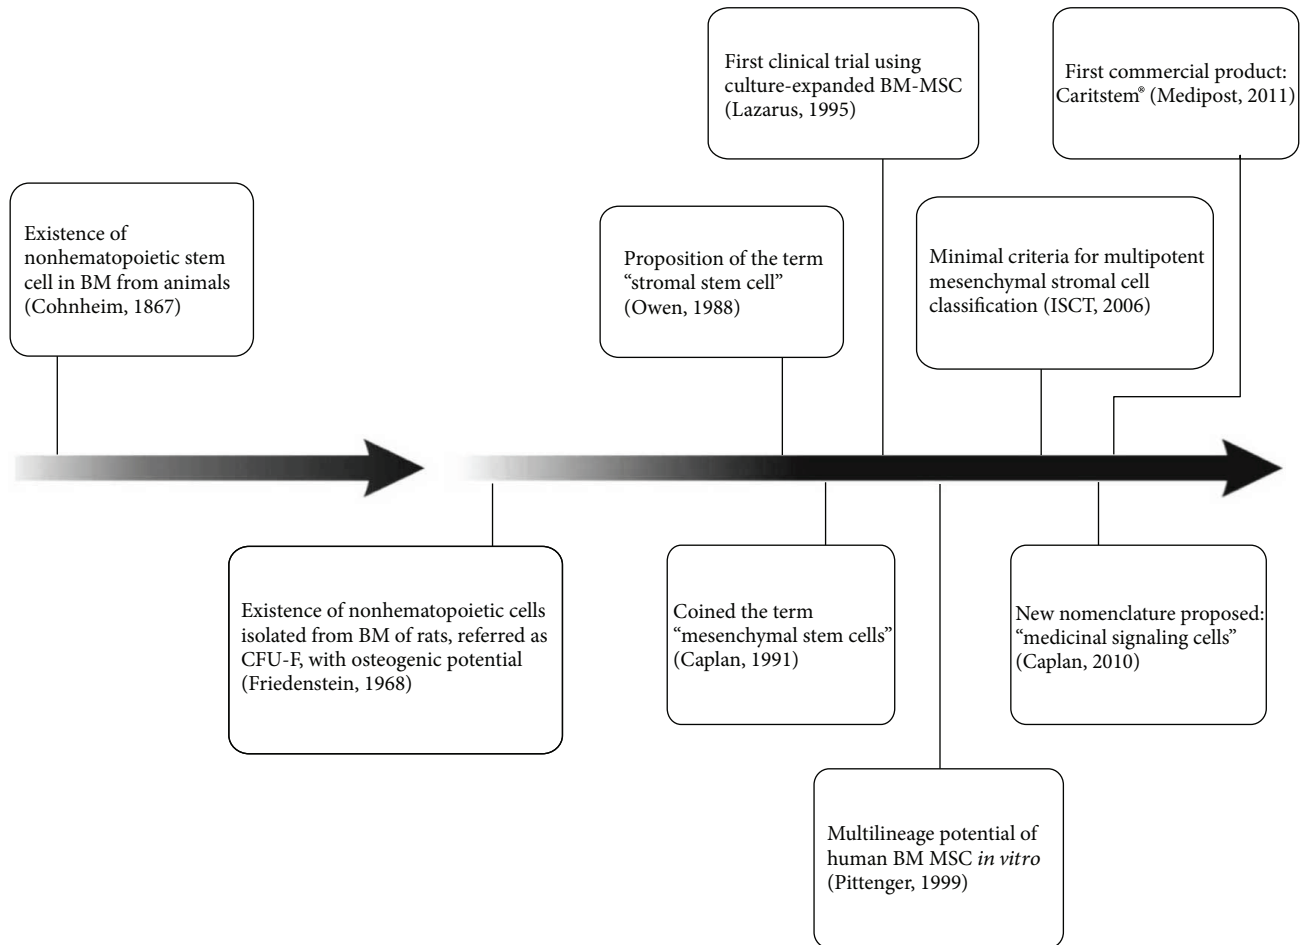 First clinical trial using
culture-expanded BM-MSC
(Lazarus, 1995)
First commercial product:
Caritstem® (Medipost, 2011)
Existence of
nonhematopoietic stem
cell in BM from animals
(Cohnheim, 1867)
Proposition of the term
“stromal stem cell”
(Owen, 1988)
Minimal criteria for multipotent
mesenchymal stromal cell
classification (ISCT, 2006)
Existence of nonhematopoietic cells
isolated from BM of rats, referred as
CFU-F, with osteogenic potential
(Friedenstein, 1968)
Coined the term
“mesenchymal stem cells”
(Caplan, 1991)
New nomenclature proposed:
“medicinal signaling cells”
(Caplan, 2010)
Multilineage potential of
human BM MSC in vitro
(Pittenger, 1999)